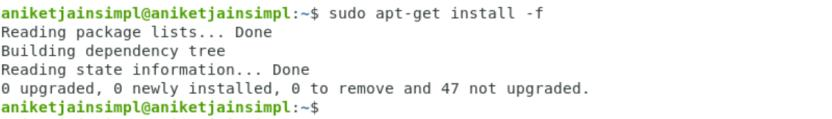 aniketjainsimpl@aniketjainsimpl:~$ sudo apt-get install -f
Reading package lists... Done
Building dependency tree
Reading state information... Done
0 upgraded, 0 newly installed, 0 to remove and 47 not upgraded.
aniketjainsimpl@aniketjainsimpl:~$